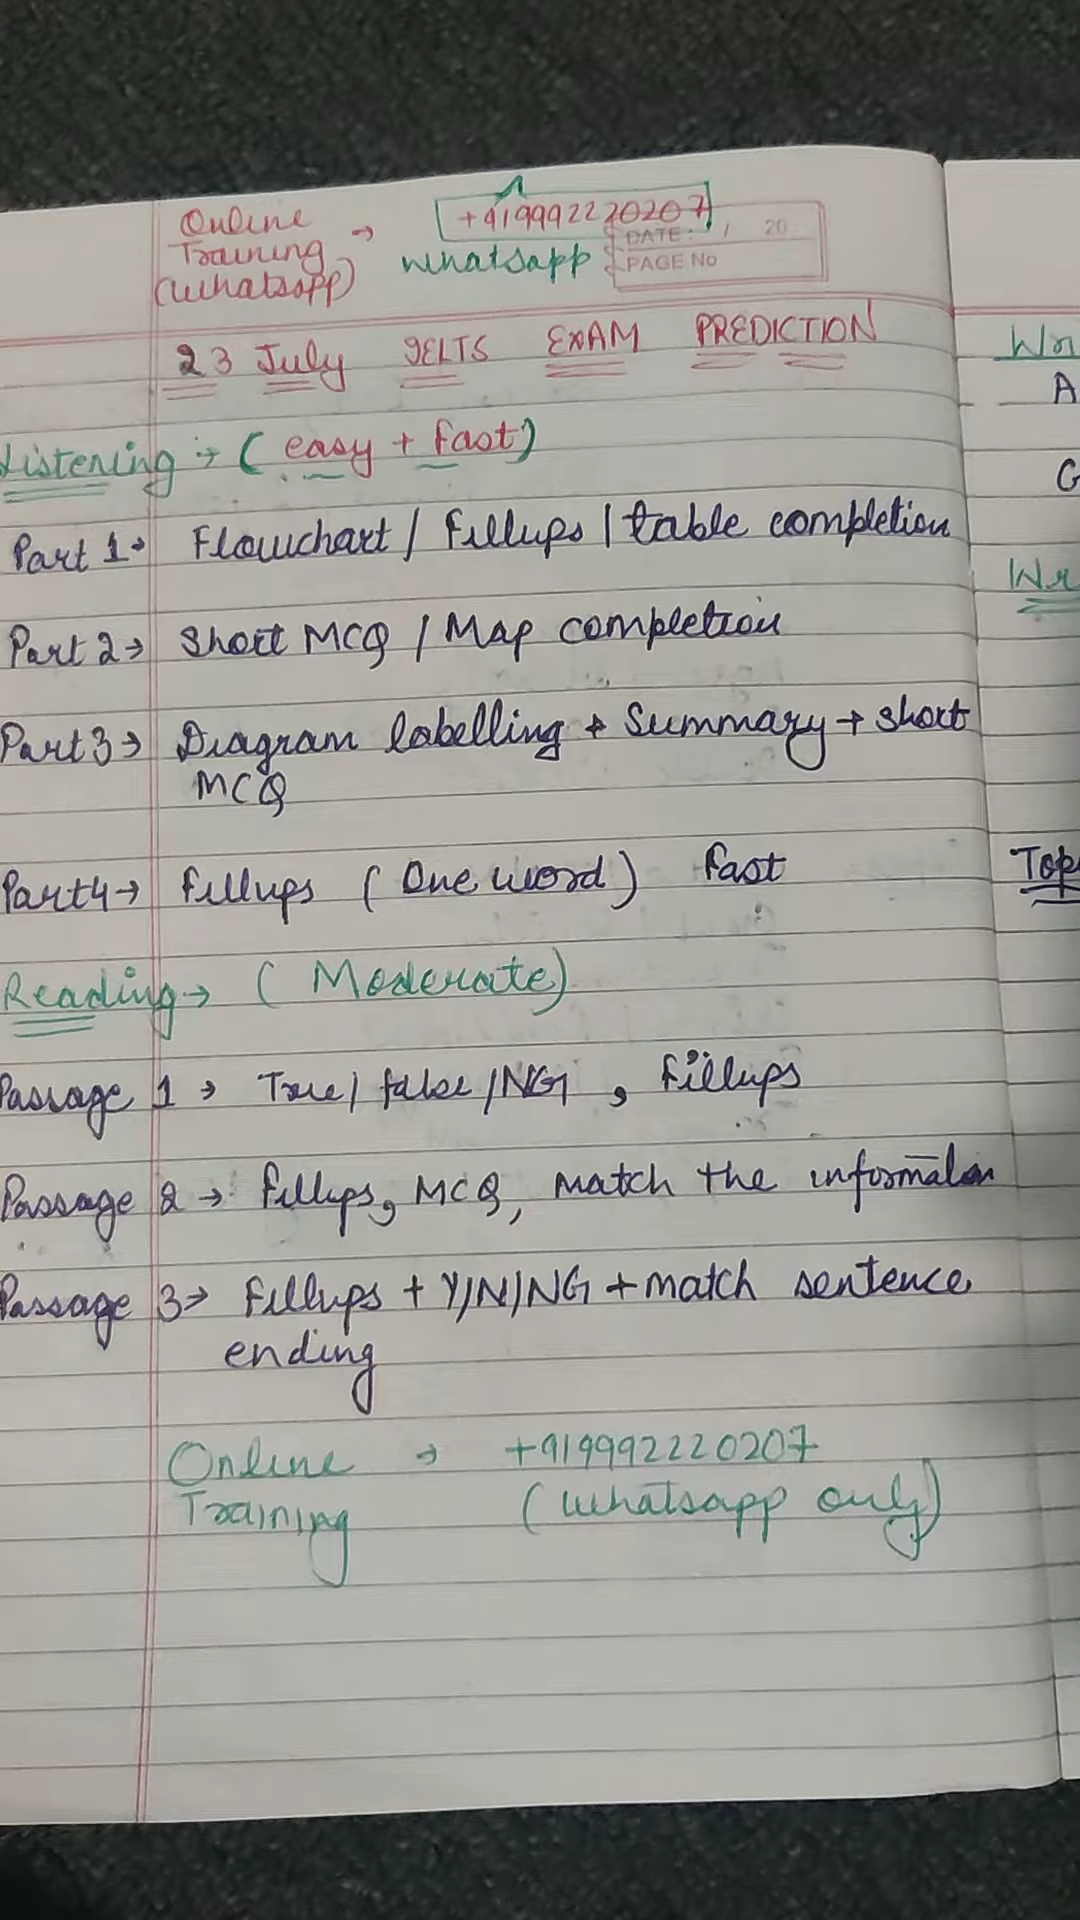 Online
Training →
(whatsapp)
+919992220207
whatsapp
DATE: / 20
PAGE No
23 July IELTS EXAM PREDICTION
Listening → (easy + fast)
Part 1 → Flowchart / Fillups / table completion
Part 2 → Short MCQ / Map completion
Part 3 → Diagram labelling + Summary + short
MCQ
Part 4 → Fillups (One word) Fast
Reading → (Moderate)
Passage 1 → True / false / NG , Fillups
Passage 2 → fillups, MCQ, match the information
Passage 3 → Fillups + Y/N/NG + match sentence
ending
Online → +919992220207
Training (whatsapp only)
Wr
A
G
Wr
Top